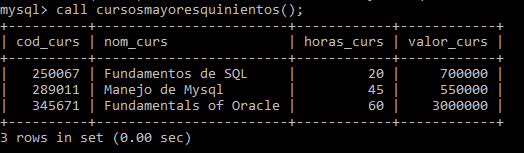 mysql> call cursosmayoresquinientos();
+----------+------------------------+------------+------------+
| cod_curs | nom_curs               | horas_curs | valor_curs |
+----------+------------------------+------------+------------+
|   250067 | Fundamentos de SQL     |         20 |     700000 |
|   289011 | Manejo de Mysql        |         45 |     550000 |
|   345671 | Fundamentals of Oracle |         60 |    3000000 |
+----------+------------------------+------------+------------+
3 rows in set (0.00 sec)